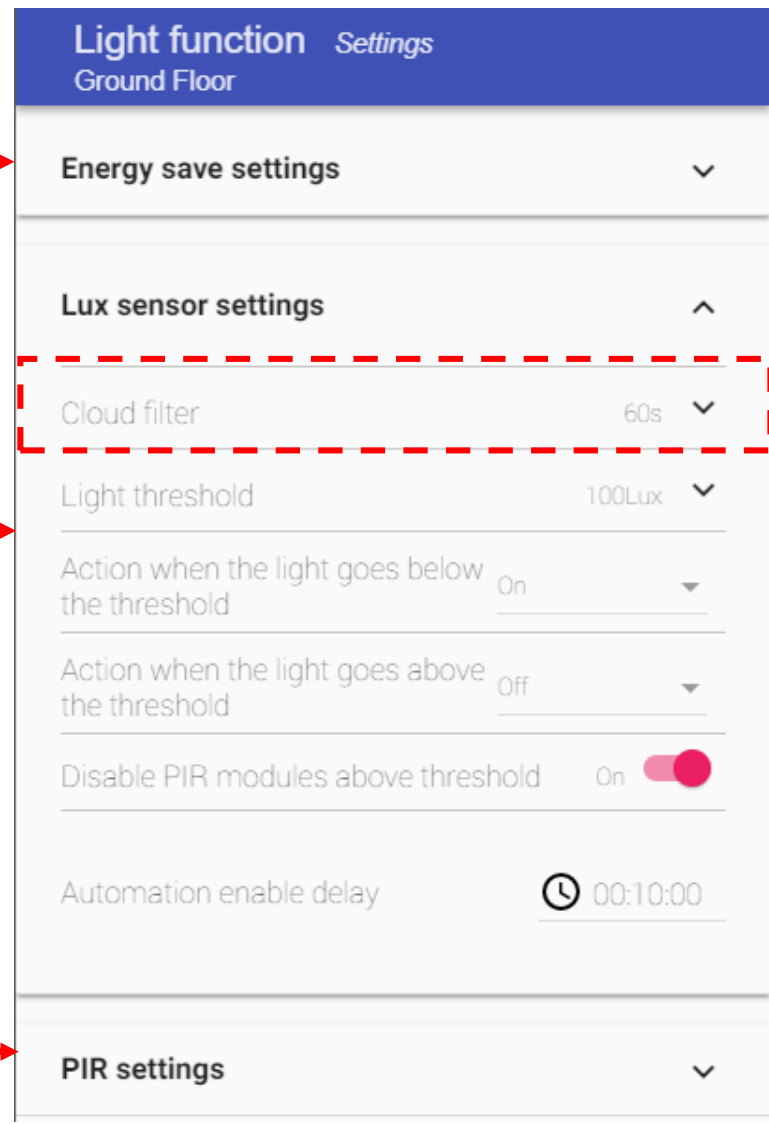 Light function Settings
Ground Floor
Energy save settings
Lux sensor settings
Cloud filter 60s
Light threshold 100Lux
Action when the light goes below
the threshold
On
Action when the light goes above
the threshold
Off
Disable PIR modules above threshold On
Automation enable delay 00:10:00
PIR settings